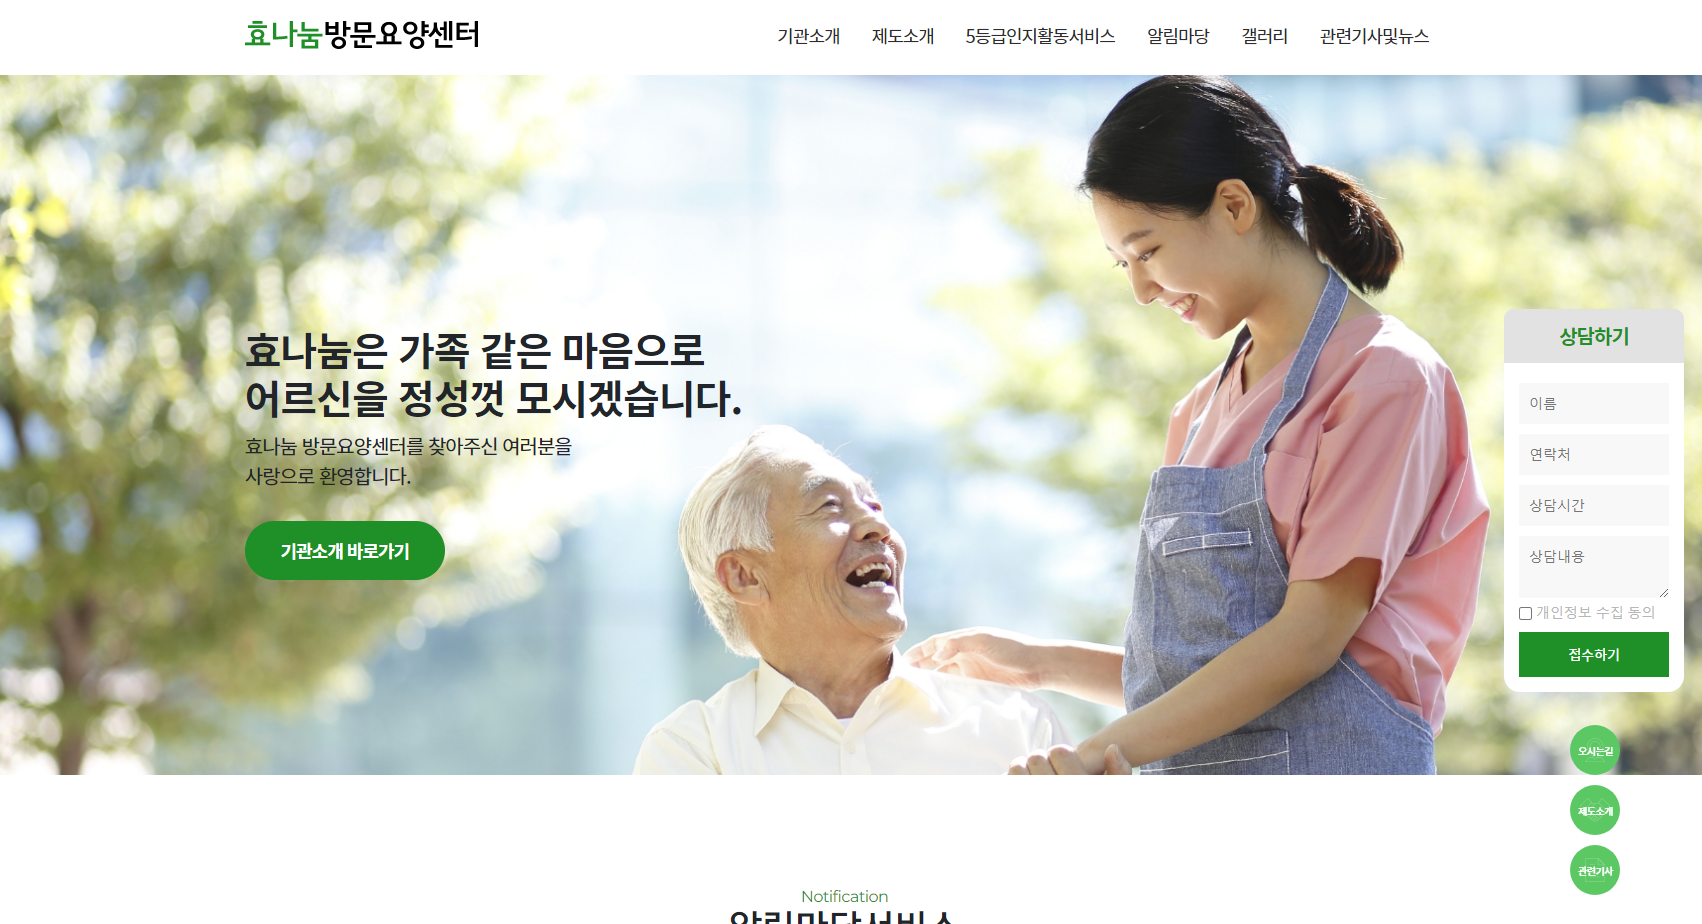 효나눔방문요양센터
기관소개 제도소개 5등급인지활동서비스 알림마당 갤러리 관련기사및뉴스
효나눔은 가족 같은 마음으로
어르신을 정성껏 모시겠습니다.
효나눔 방문요양센터를 찾아주신 여러분을
사랑으로 환영합니다.
기관소개 바로가기
상담하기
이름
연락처
상담시간
상담내용
개인정보 수집 동의
접수하기
오시는길
제도소개
관련기사
Notification
알림마당서비스